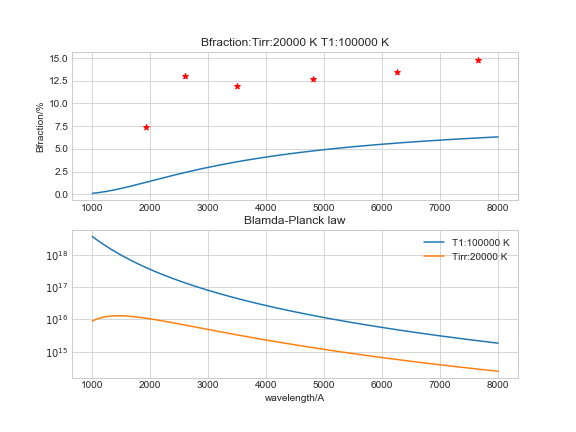 Bfraction:Tirr:20000 K T1:100000 K
15.0
12.5
10.0
7.5
5.0
2.5
0.0
Bfraction/%
1000 2000 3000 4000 5000 6000 7000 8000
Blamda-Planck law
T1:100000 K
Tirr:20000 K
10^18
10^17
10^16
10^15
1000 2000 3000 4000 5000 6000 7000 8000
wavelength/A